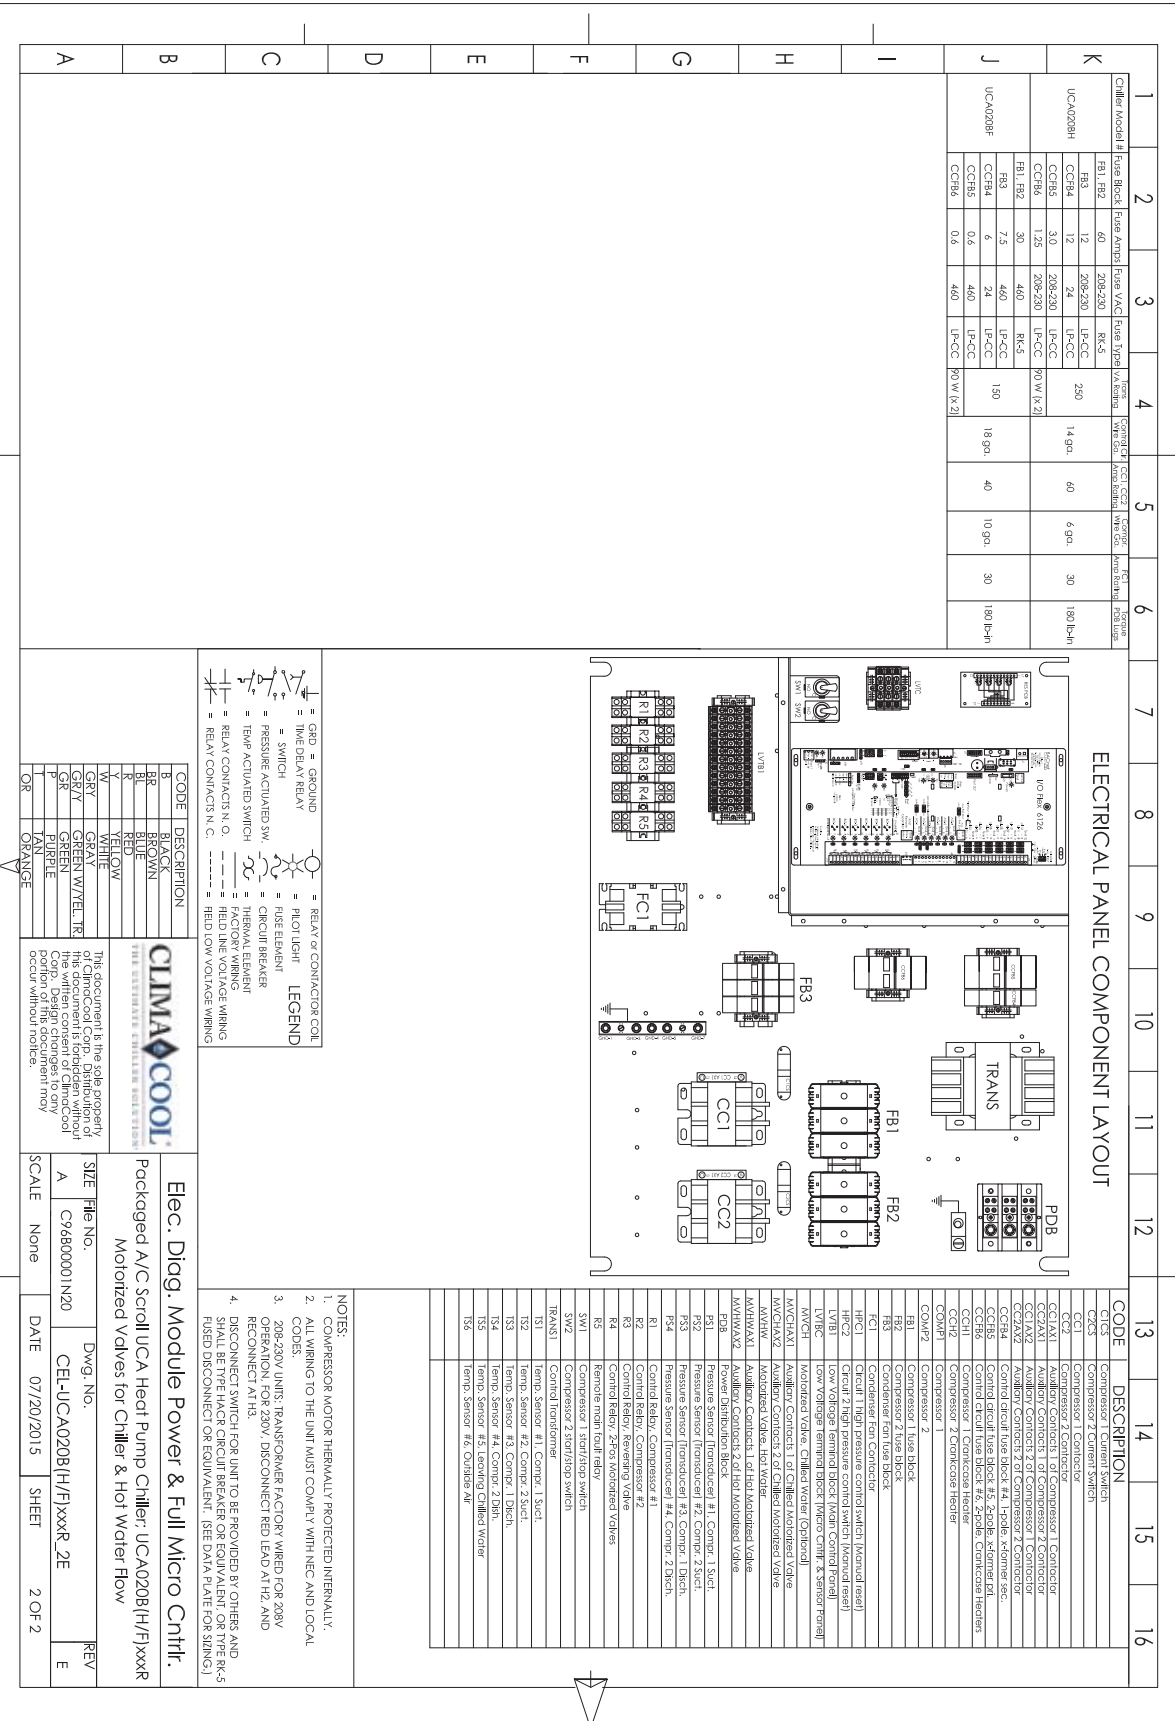 1 2 3 4 5 6 7 8 9 10 11 12 13 14 15 16
K
J
I
H
G
F
E
D
C
B
A
Chiller Model # Fuse Block Fuse Amps Fuse VAC Fuse Type Trans VA Rating Control Cir. Wire Ga. CC1, CC2 Amp Rating Compr. Wire Ga. FC1 Amp Rating Torque PDB Lugs
UCA020BH 250 14 ga. 60 6 ga. 30 180 lb-in
FB1, FB2 60 208-230 RK-5
FB3 12 208-230 LP-CC
CCFB4 12 24 LP-CC
CCFB5 3.0 208-230 LP-CC
CCFB6 1.25 208-230 LP-CC 90 W (x 2)
UCA020BF 150 18 ga. 40 10 ga. 30 180 lb-in
FB1, FB2 30 460 RK-5
FB3 7.5 460 LP-CC
CCFB4 6 24 LP-CC
CCFB5 0.6 460 LP-CC
CCFB6 0.6 460 LP-CC 90 W (x 2)
ELECTRICAL PANEL COMPONENT LAYOUT
I/O Flex 6126
LVTC
SW1 SW2
LVTB1
R1 R2 R3 R4 R5
FC1
FB3
TRANS
PDB
FB1
FB2
CC1
CC2
CODE DESCRIPTION
C1CS Compressor 1 Current Switch
C2CS Compressor 2 Current Switch
CC1 Compressor 1 Contactor
CC2 Compressor 2 Contactor
CC1AX1 Auxiliary Contacts 1 of Compressor 1 Contactor
CC2AX1 Auxiliary Contacts 1 of Compressor 2 Contactor
CC1AX2 Auxiliary Contacts 2 of Compressor 1 Contactor
CC2AX2 Auxiliary Contacts 2 of Compressor 2 Contactor
CCFB4 Control circuit fuse block #4, 1-pole, x-former sec.
CCFB5 Control circuit fuse block #5, 2-pole, x-former pri.
CCFB6 Control circuit fuse block #6, 2-pole, Crankcase Heaters
CCH1 Compressor 1 Crankcase Heater
CCH2 Compressor 2 Crankcase Heater
COMP1 Compressor 1
COMP2 Compressor 2
FB1 Compressor 1 fuse block
FB2 Compressor 2 fuse block
FB3 Condenser Fan fuse block
FC1 Condenser Fan Contactor
HPC1 Circuit 1 high pressure control switch (Manual reset)
HPC2 Circuit 2 high pressure control switch (Manual reset)
LVTB1 Low Voltage Terminal block (Main Control Panel)
LVTBC Low Voltage Terminal block (Micro Cntlr. & Sensor Panel)
MVCH Motorized Valve, Chilled Water (Optional)
MVCHAX1 Auxiliary Contacts 1 of Chilled Motorized Valve
MVCHAX2 Auxiliary Contacts 2 of Chilled Motorized Valve
MVHW Motorized Valve, Hot Water
MVHWAX1 Auxiliary Contacts 1 of Hot Motorized Valve
MVHWAX2 Auxiliary Contacts 2 of Hot Motorized Valve
PDB Power Distribution Block
PS1 Pressure Sensor (Transducer) #1, Compr. 1 Suct.
PS2 Pressure Sensor (Transducer) #2, Compr. 2 Suct.
PS3 Pressure Sensor (Transducer) #3, Compr. 1 Disch.
PS4 Pressure Sensor (Transducer) #4, Compr. 2 Disch.
R1 Control Relay, Compressor #1
R2 Control Relay, Compressor #2
R3 Control Relay, Reversing Valve
R4 Control Relay, 2-Pos Motorized Valves
R5 Remote main fault relay
SW1 Compressor 1 start/stop switch
SW2 Compressor 2 start/stop switch
TRANS1 Control Transformer
TS1 Temp. Sensor #1, Compr. 1 Suct.
TS2 Temp. Sensor #2, Compr. 2 Suct.
TS3 Temp. Sensor #3, Compr. 1 Disch.
TS4 Temp. Sensor #4, Compr. 2 Disch.
TS5 Temp. Sensor #5, Leaving Chilled Water
TS6 Temp. Sensor #6, Outside Air
LEGEND
= GRD = GROUND
= TIME DELAY RELAY
= SWITCH
= PRESSURE ACTUATED SW.
= TEMP ACTUATED SWITCH
= RELAY CONTACTS N. O.
= RELAY CONTACTS N. C.
= RELAY or CONTACTOR COIL
= PILOT LIGHT
= FUSE ELEMENT
= CIRCUIT BREAKER
= THERMAL ELEMENT
= FACTORY WIRING
= FIELD LINE VOLTAGE WIRING
= FIELD LOW VOLTAGE WIRING
NOTES:
1. COMPRESSOR MOTOR THERMALLY PROTECTED INTERNALLY.
2. ALL WIRING TO THE UNIT MUST COMPLY WITH NEC AND LOCAL
CODES.
3. 208-230V UNITS: TRANSFORMER FACTORY WIRED FOR 208V
OPERATION. FOR 230V, DISCONNECT RED LEAD AT H2, AND
RECONNECT AT H3.
4. DISCONNECT SWITCH FOR UNIT TO BE PROVIDED BY OTHERS AND
SHALL BE TYPE HACR CIRCUIT BREAKER OR EQUIVALENT, OR TYPE RK-5
FUSED DISCONNECT OR EQUIVALENT. (SEE DATA PLATE FOR SIZING.)
CODE DESCRIPTION
B BLACK
BR BROWN
BL BLUE
R RED
Y YELLOW
W WHITE
GRY GRAY
GR/Y GREEN W/YEL. TR.
GR GREEN
P PURPLE
T TAN
OR ORANGE
CLIMACOOL
THE ULTIMATE CHILLER SOLUTION
This document is the sole property
of ClimaCool Corp. Distribution of
this document is forbidden without
the written consent of ClimaCool
Corp. Design changes to any
portion of this document may
occur without notice.
Elec. Diag. Module Power & Full Micro Cntrlr.
Packaged A/C Scroll UCA Heat Pump Chiller; UCA020B(H/F)xxxR
Motorized Valves for Chiller & Hot Water Flow
SIZE File No. Dwg. No. REV
A C96B00001N20 CEL-UCA020B(H/F)xxxR_2E E
SCALE None DATE 07/20/2015 SHEET 2 OF 2